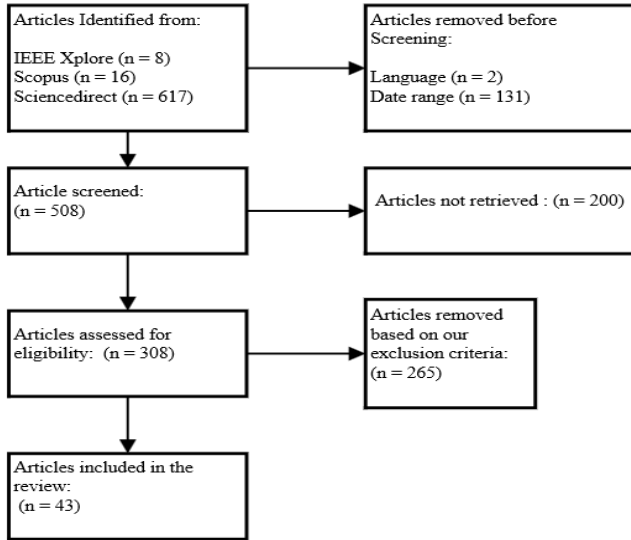 Articles Identified from:
IEEE Xplore (n = 8)
Scopus (n = 16)
Sciencedirect (n = 617)
Articles removed before
Screening:
Language (n = 2)
Date range (n = 131)
Article screened:
(n = 508)
Articles not retrieved : (n = 200)
Articles assessed for
eligibility: (n = 308)
Articles removed
based on our
exclusion criteria:
(n = 265)
Articles included in the
review:
(n = 43)